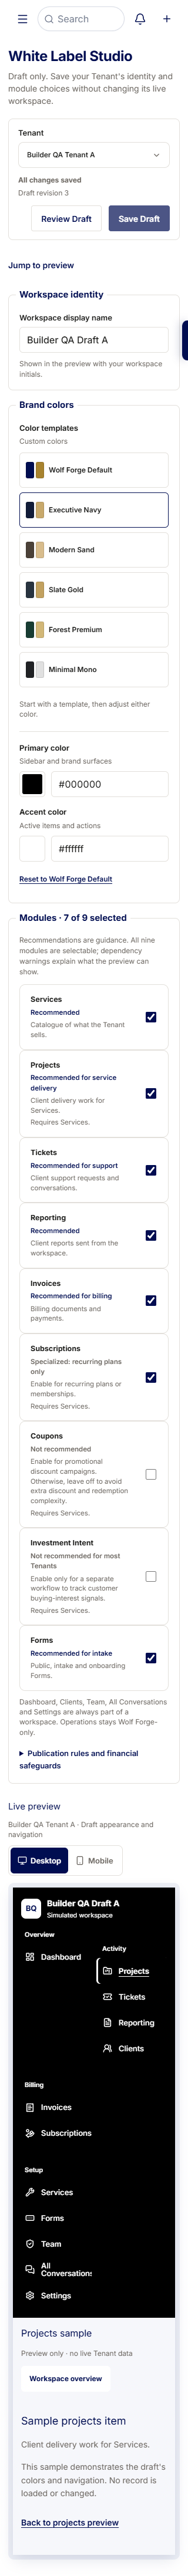 Search
White Label Studio
Draft only. Save your Tenant's identity and
module choices without changing its live
workspace.
Tenant
Builder QA Tenant A
All changes saved
Draft revision 3
Review Draft
Save Draft
Jump to preview
Workspace identity
Workspace display name
Builder QA Draft A
Shown in the preview with your workspace
initials.
Brand colors
Color templates
Custom colors
Wolf Forge Default
Executive Navy
Modern Sand
Slate Gold
Forest Premium
Minimal Mono
Start with a template, then adjust either
color.
Primary color
Sidebar and brand surfaces
#000000
Accent color
Active items and actions
#ffffff
Reset to Wolf Forge Default
Modules · 7 of 9 selected
Recommendations are guidance. All nine
modules are selectable; dependency
warnings explain what the preview can
show.
Services
Recommended
Catalogue of what the Tenant
sells.
Projects
Recommended for service
delivery
Client delivery work for
Services.
Requires Services.
Tickets
Recommended for support
Client support requests and
conversations.
Reporting
Recommended
Client reports sent from the
workspace.
Invoices
Recommended for billing
Billing documents and
payments.
Subscriptions
Specialized: recurring plans
only
Enable for recurring plans or
memberships.
Requires Services.
Coupons
Not recommended
Enable for promotional
discount campaigns.
Otherwise, leave off to avoid
extra discount and redemption
complexity.
Requires Services.
Investment Intent
Not recommended for most
Tenants
Enable only for a separate
workflow to track customer
buying-interest signals.
Requires Services.
Forms
Recommended for intake
Public, intake and onboarding
Forms.
Dashboard, Clients, Team, All Conversations
and Settings are always part of a
workspace. Operations stays Wolf Forge-
only.
Publication rules and financial
safeguards
Live preview
Builder QA Tenant A · Draft appearance and
navigation
Desktop
Mobile
BQ
Builder QA Draft A
Simulated workspace
Overview
Dashboard
Activity
Projects
Tickets
Reporting
Clients
Billing
Invoices
Subscriptions
Setup
Services
Forms
Team
All
Conversations
Settings
Projects sample
Preview only · no live Tenant data
Workspace overview
Sample projects item
Client delivery work for Services.
This sample demonstrates the draft's
colors and navigation. No record is
loaded or changed.
Back to projects preview